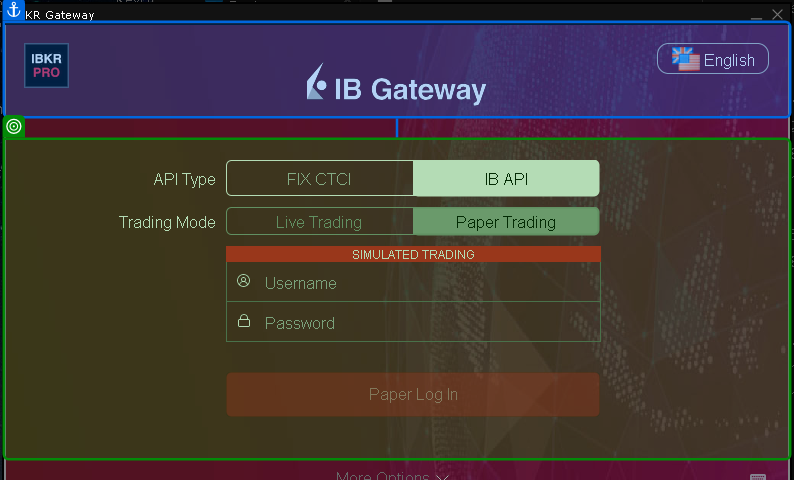 KR Gateway
IBKR
PRO
IB Gateway
English
API Type
FIX CTCI
IB API
Trading Mode
Live Trading
Paper Trading
SIMULATED TRADING
Username
Password
Paper Log In
More Options